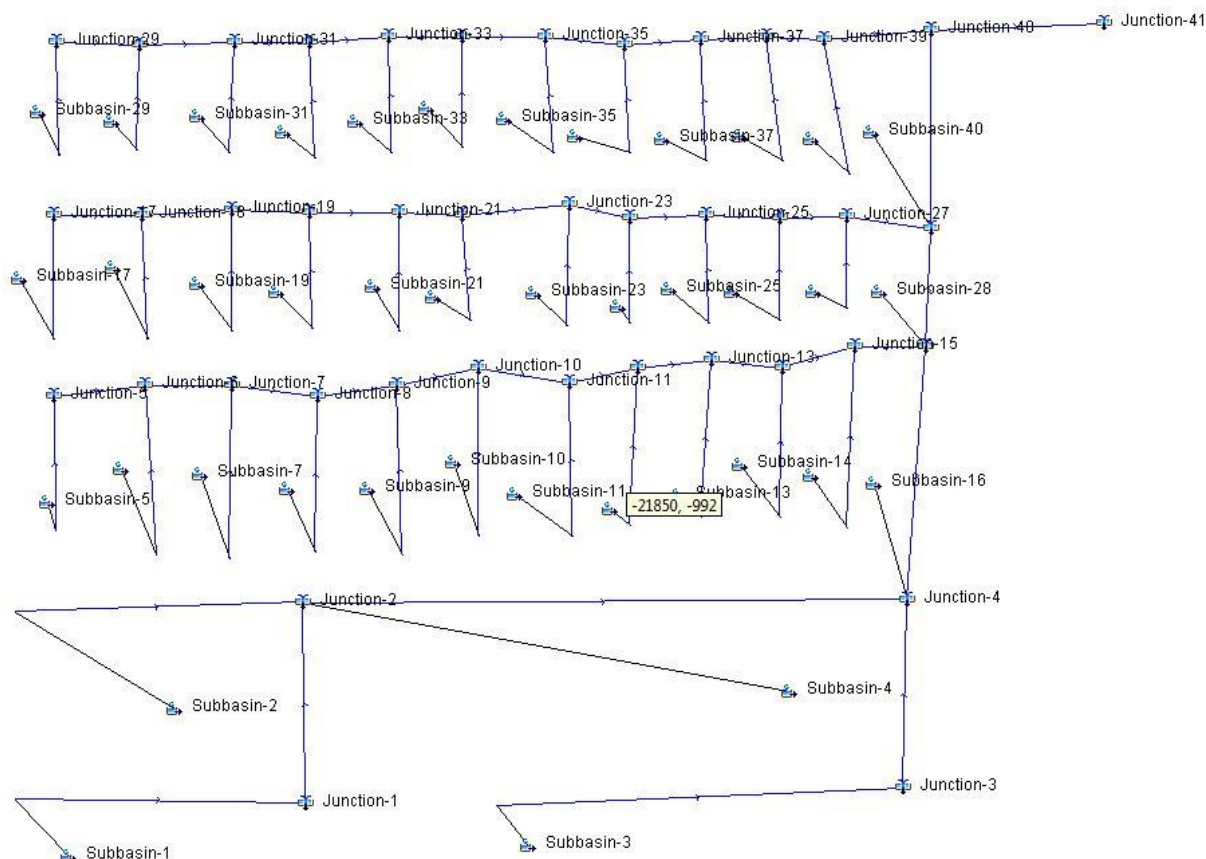 Junction-41
Junction-29 Junction-31 Junction-33 Junction-35 Junction-37 Junction-39 Junction-40
Subbasin-29 Subbasin-31 Subbasin-33 Subbasin-35 Subbasin-37 Subbasin-40
Junction-17 Junction-18 Junction-19 Junction-21 Junction-23 Junction-25 Junction-27
Subbasin-17 Subbasin-19 Subbasin-21 Subbasin-23 Subbasin-25 Subbasin-28
Junction-5 Junction-6 Junction-7 Junction-8 Junction-9 Junction-10 Junction-11 Junction-13 Junction-15
Subbasin-5 Subbasin-7 Subbasin-9 Subbasin-10 Subbasin-11 Subbasin-13 Subbasin-14 Subbasin-16
-21850, -992
Junction-2 Junction-4
Subbasin-2 Subbasin-4
Junction-1 Junction-3
Subbasin-1 Subbasin-3